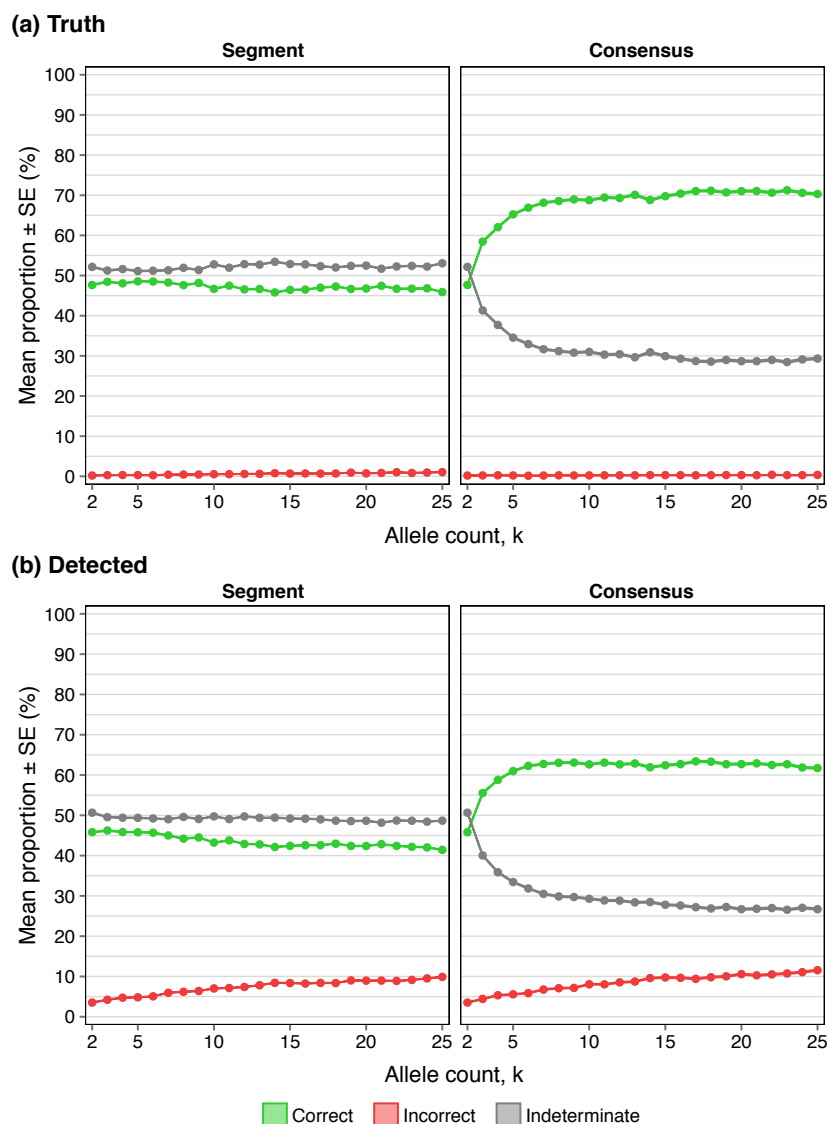 (a) Truth
Segment
Consensus
100
90
80
70
60
50
40
30
20
10
0
Mean proportion ± SE (%)
2 5 10 15 20 25
2 5 10 15 20 25
Allele count, k
(b) Detected
Segment
Consensus
100
90
80
70
60
50
40
30
20
10
0
Mean proportion ± SE (%)
2 5 10 15 20 25
2 5 10 15 20 25
Allele count, k
Correct Incorrect Indeterminate